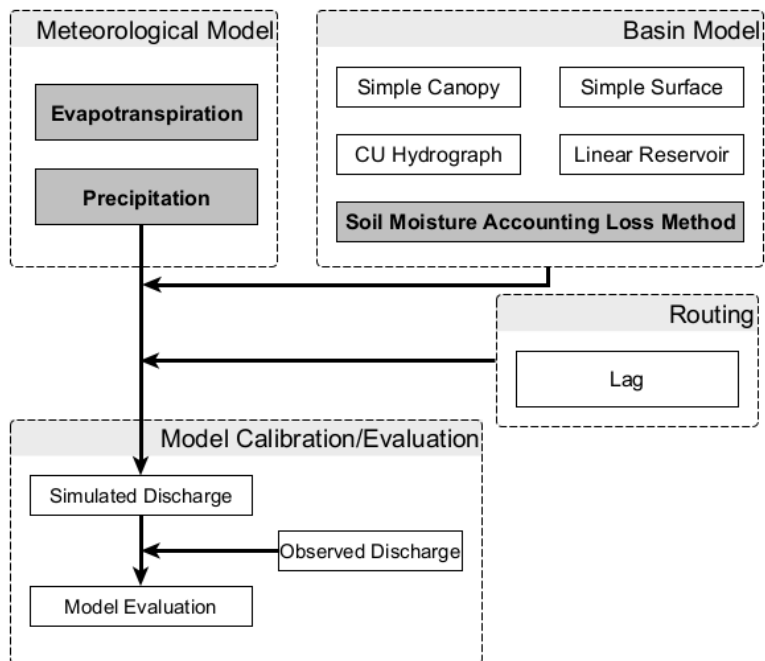 Meteorological Model
Evapotranspiration
Precipitation
Basin Model
Simple Canopy
Simple Surface
CU Hydrograph
Linear Reservoir
Soil Moisture Accounting Loss Method
Routing
Lag
Model Calibration/Evaluation
Simulated Discharge
Observed Discharge
Model Evaluation